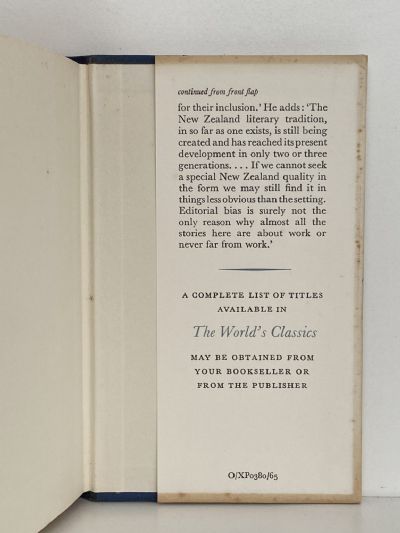 continued from front flap
for their inclusion.’ He adds: ‘The
New Zealand literary tradition,
in so far as one exists, is still being
created and has reached its present
development in only two or three
generations. . . . If we cannot seek
a special New Zealand quality in
the form we may still find it in
things less obvious than the setting.
Editorial bias is surely not the
only reason why almost all the
stories here are about work or
never far from work.’
A COMPLETE LIST OF TITLES
AVAILABLE IN
The World’s Classics
MAY BE OBTAINED FROM
YOUR BOOKSELLER OR
FROM THE PUBLISHER
O/XP0380/65